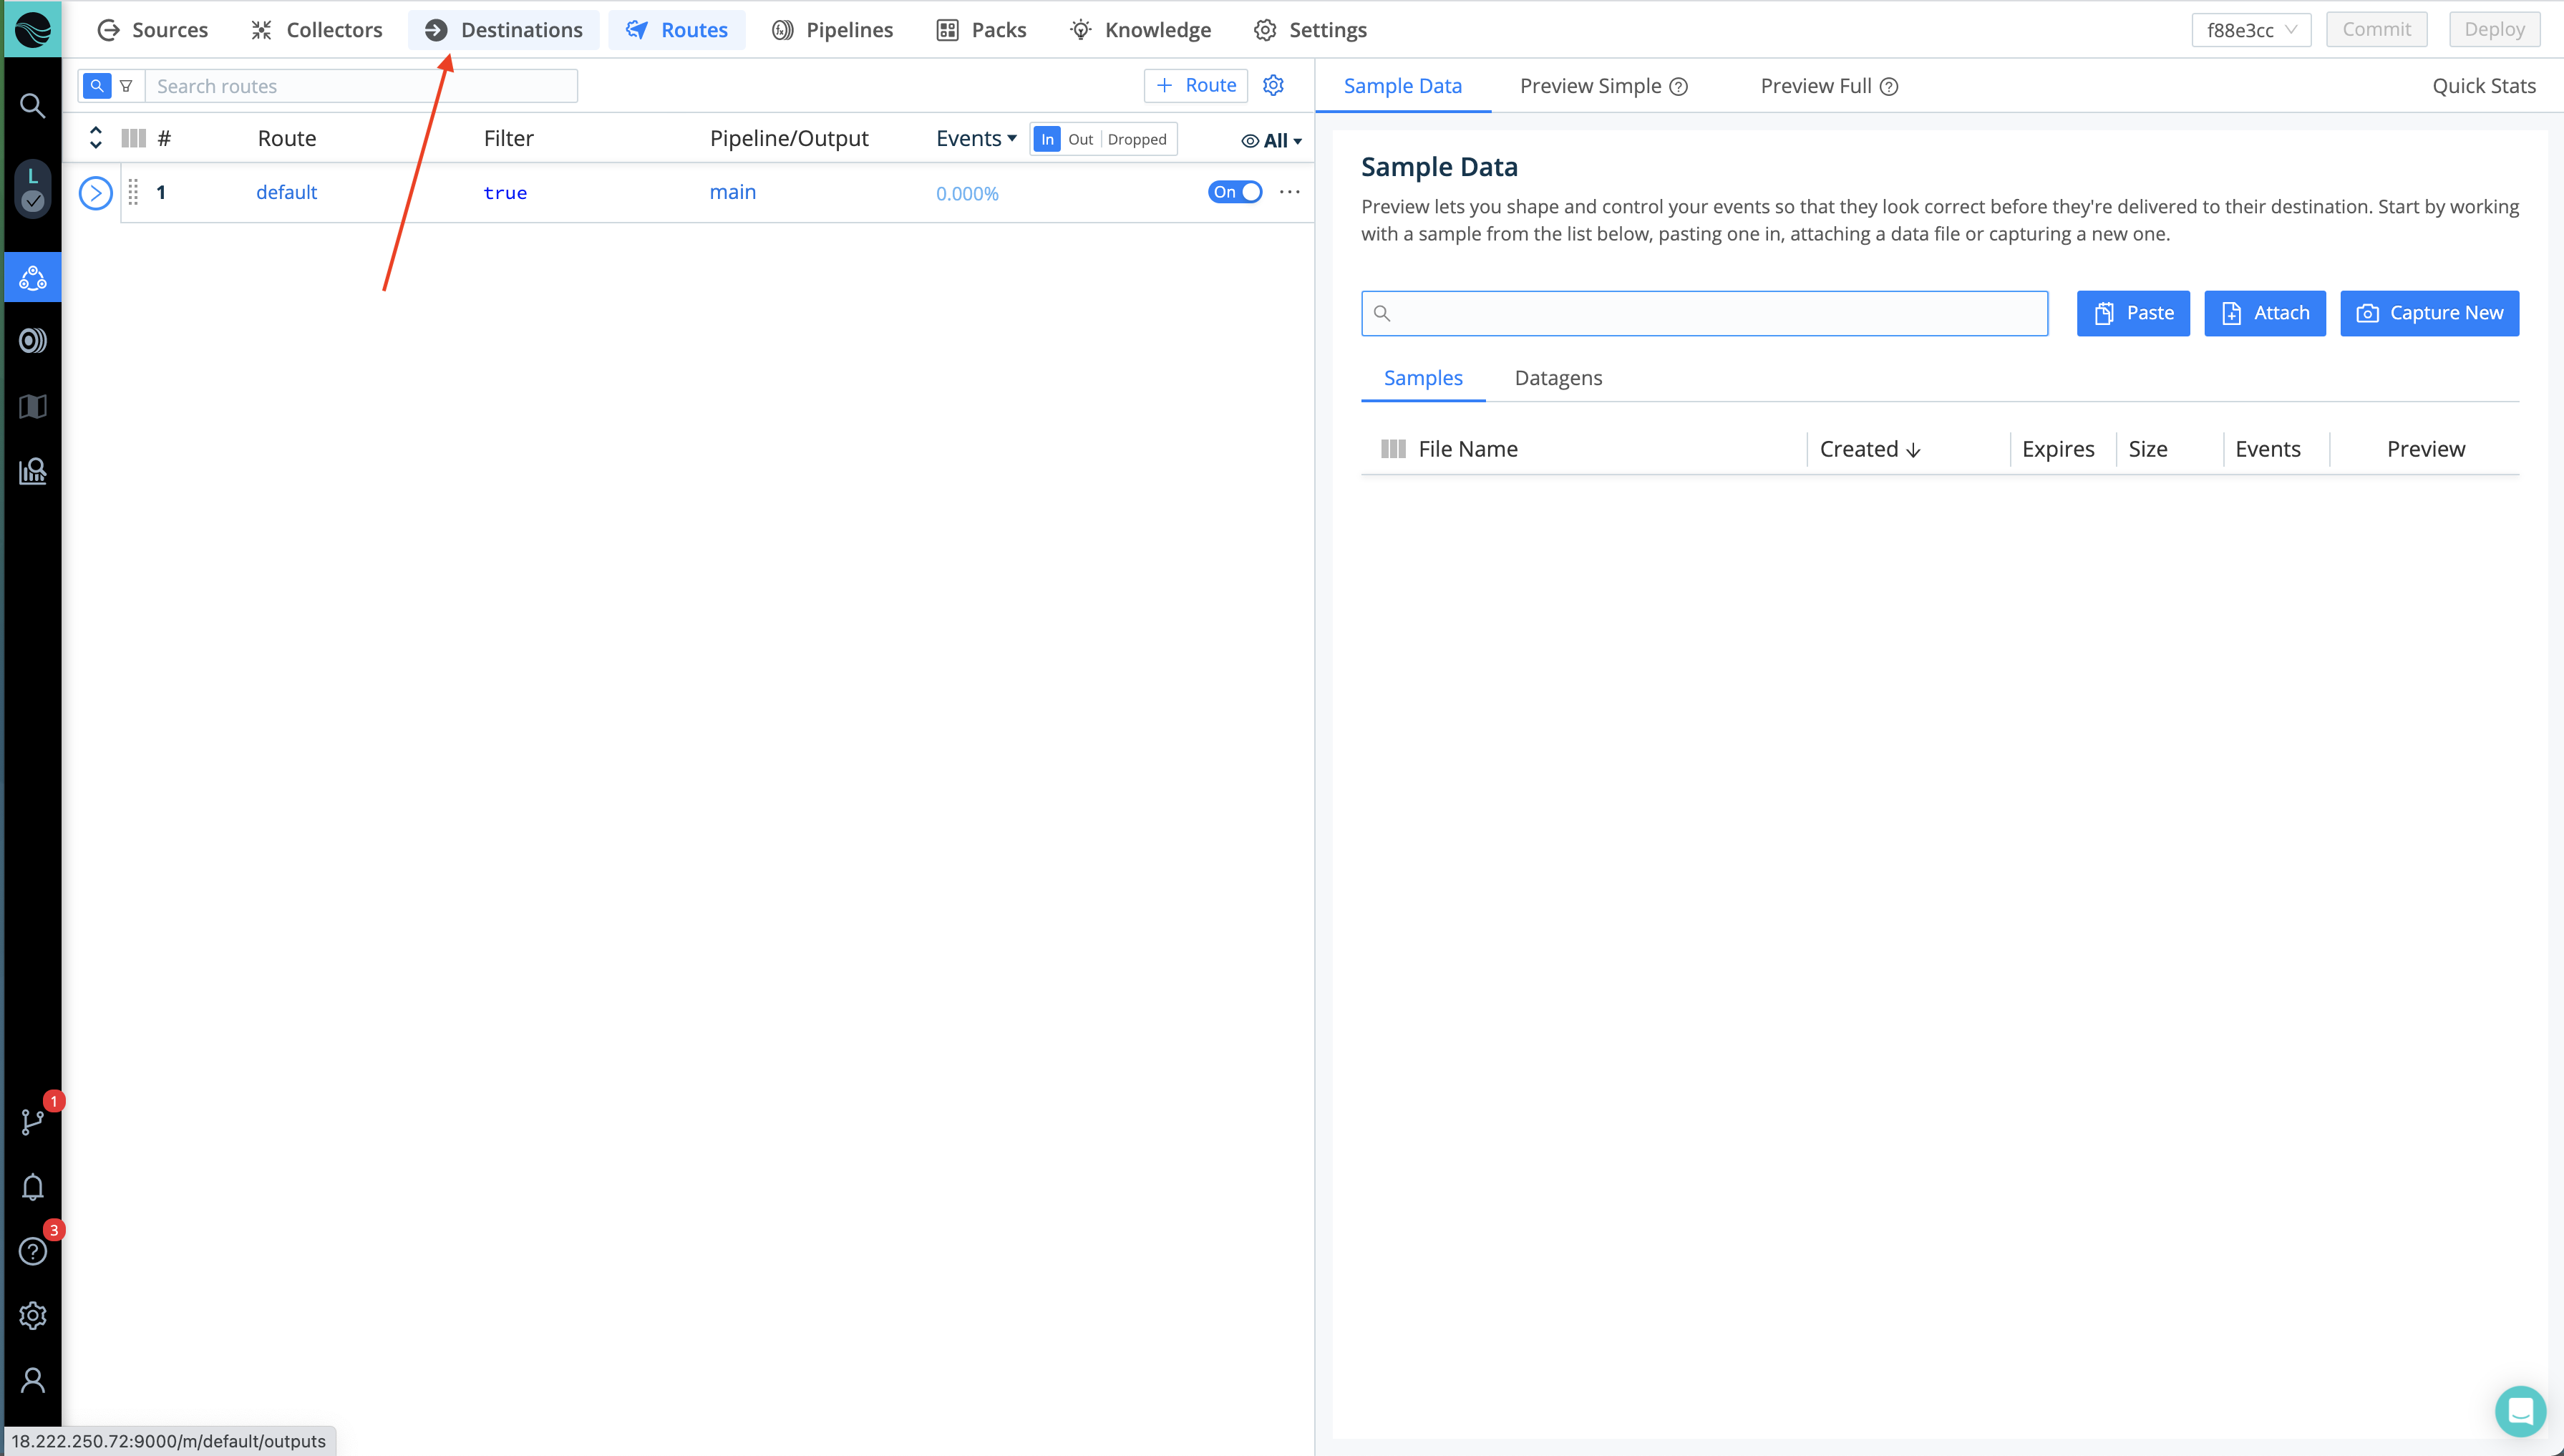 Sources Collectors Destinations Routes Pipelines Packs Knowledge Settings f88e3cc Commit Deploy
Search routes + Route
Sample Data Preview Simple ? Preview Full ? Quick Stats
# Route Filter Pipeline/Output Events In Out Dropped All
1 default true main 0.000% On ...
L
Sample Data
Preview lets you shape and control your events so that they look correct before they're delivered to their destination. Start by working
with a sample from the list below, pasting one in, attaching a data file or capturing a new one.
Paste Attach Capture New
Samples Datagens
File Name Created Expires Size Events Preview
1
3
?
18.222.250.72:9000/m/default/outputs